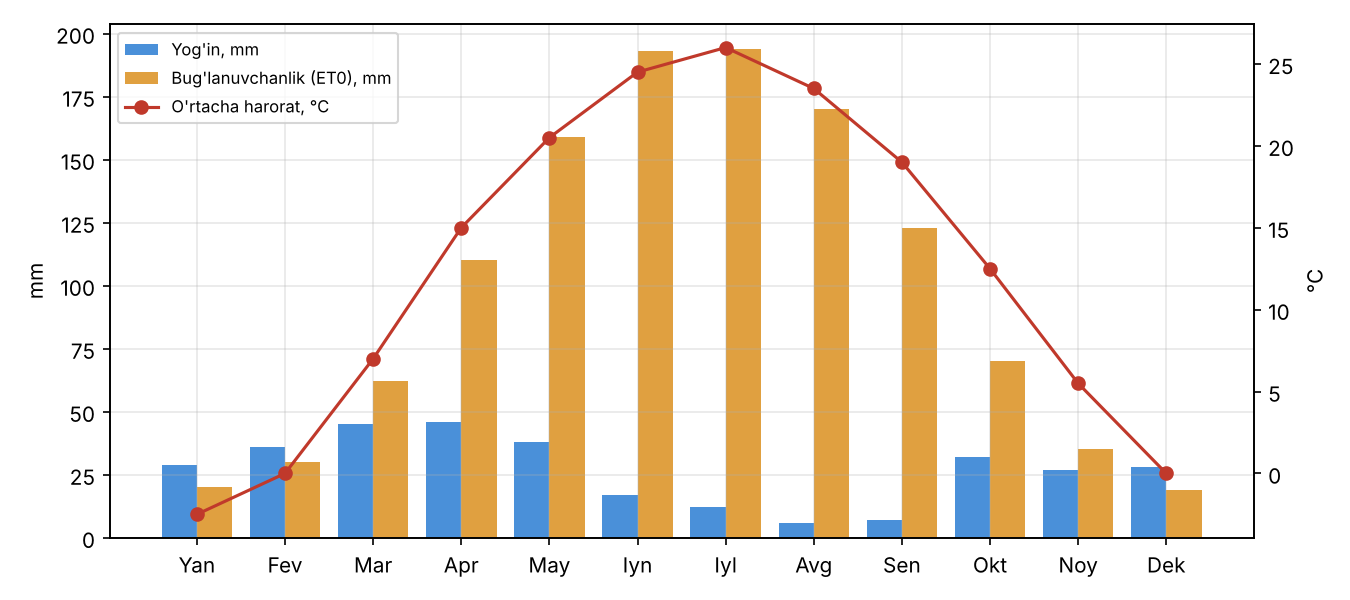 Yog'in, mm
Bug'lanuvchanlik (ET0), mm
O'rtacha harorat, °C
200
175
150
125
100
75
50
25
0
mm
25
20
15
10
5
0
°C
Yan Fev Mar Apr May Iyn Iyl Avg Sen Okt Noy Dek